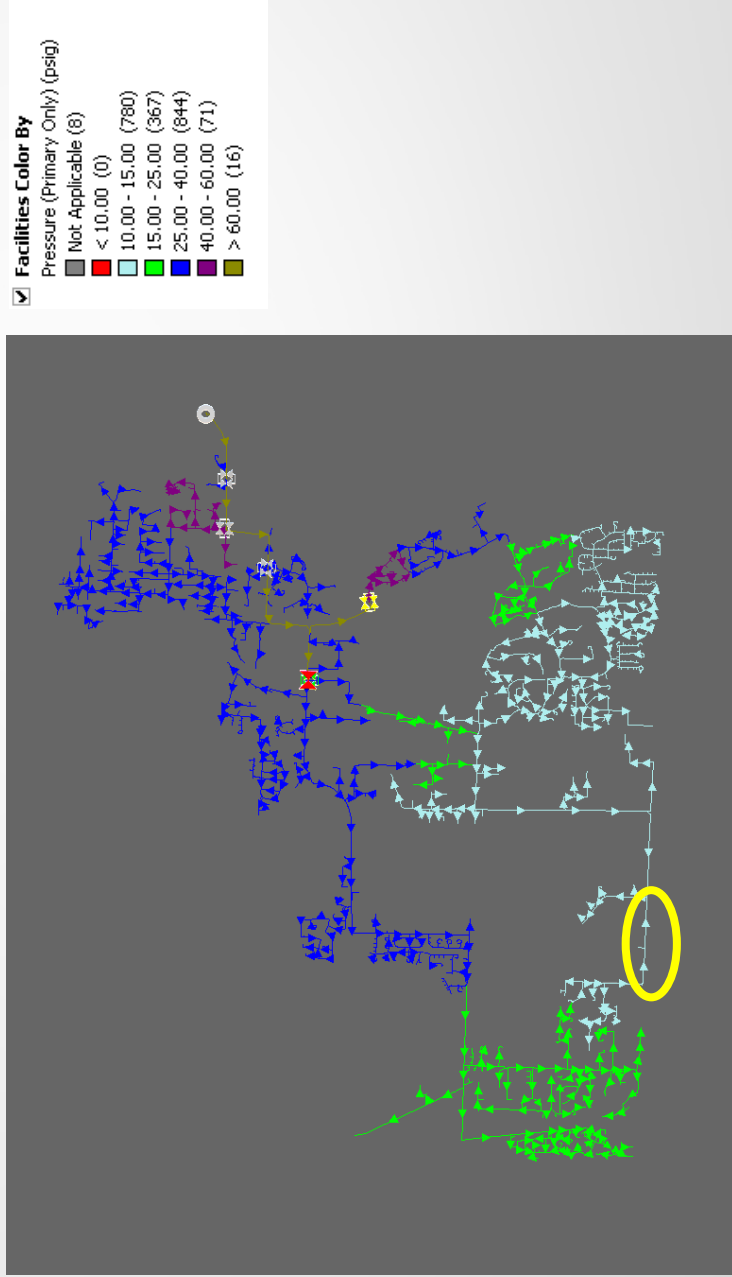 Facilities Color By
Pressure (Primary Only) (psig)
Not Applicable (8)
< 10.00 (0)
10.00 - 15.00 (780)
15.00 - 25.00 (367)
25.00 - 40.00 (844)
40.00 - 60.00 (71)
> 60.00 (16)